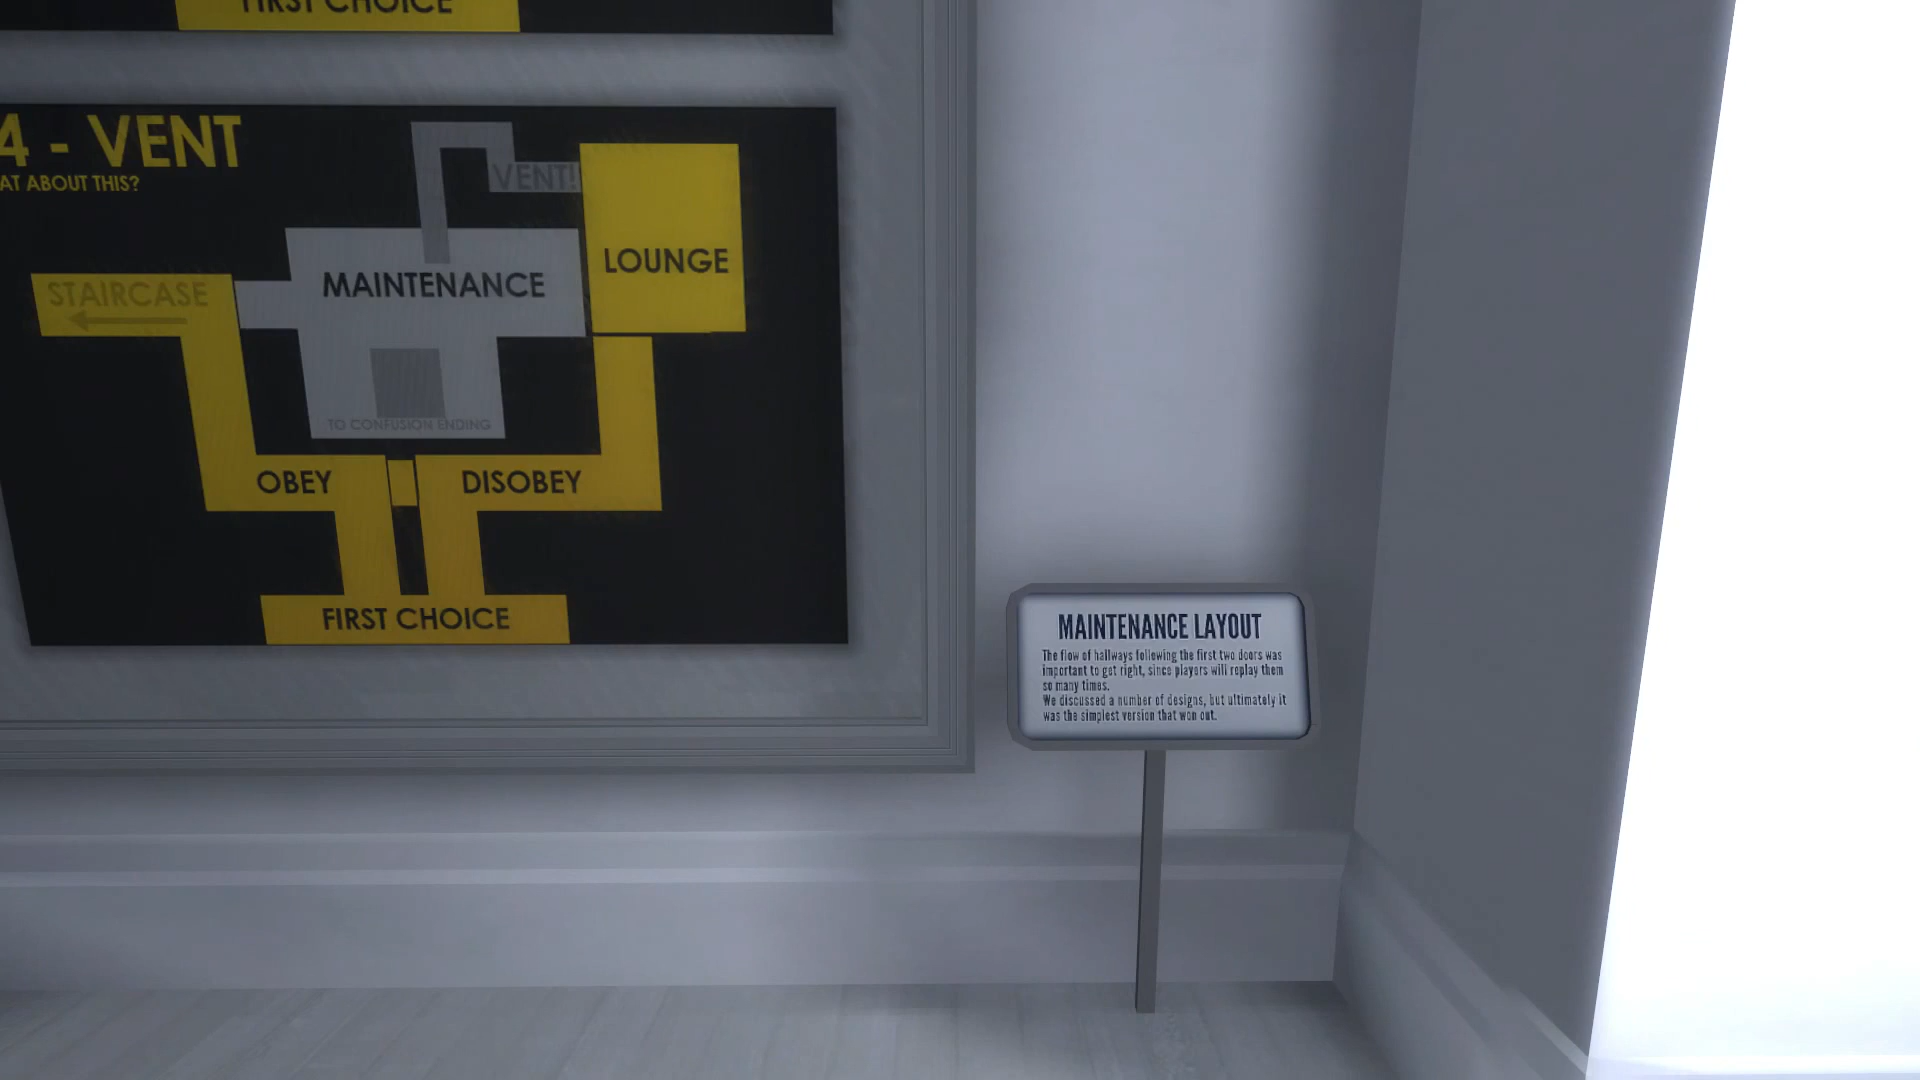 FIRST CHOICE
4 - VENT
AT ABOUT THIS?
VENT!
LOUNGE
MAINTENANCE
STAIRCASE
TO CONFUSION ENDING
OBEY
DISOBEY
FIRST CHOICE
MAINTENANCE LAYOUT
The flow of hallways following the first two doors was
important to get right, since players will replay them
so many times.
We discussed a number of designs, but ultimately it
was the simplest version that won out.